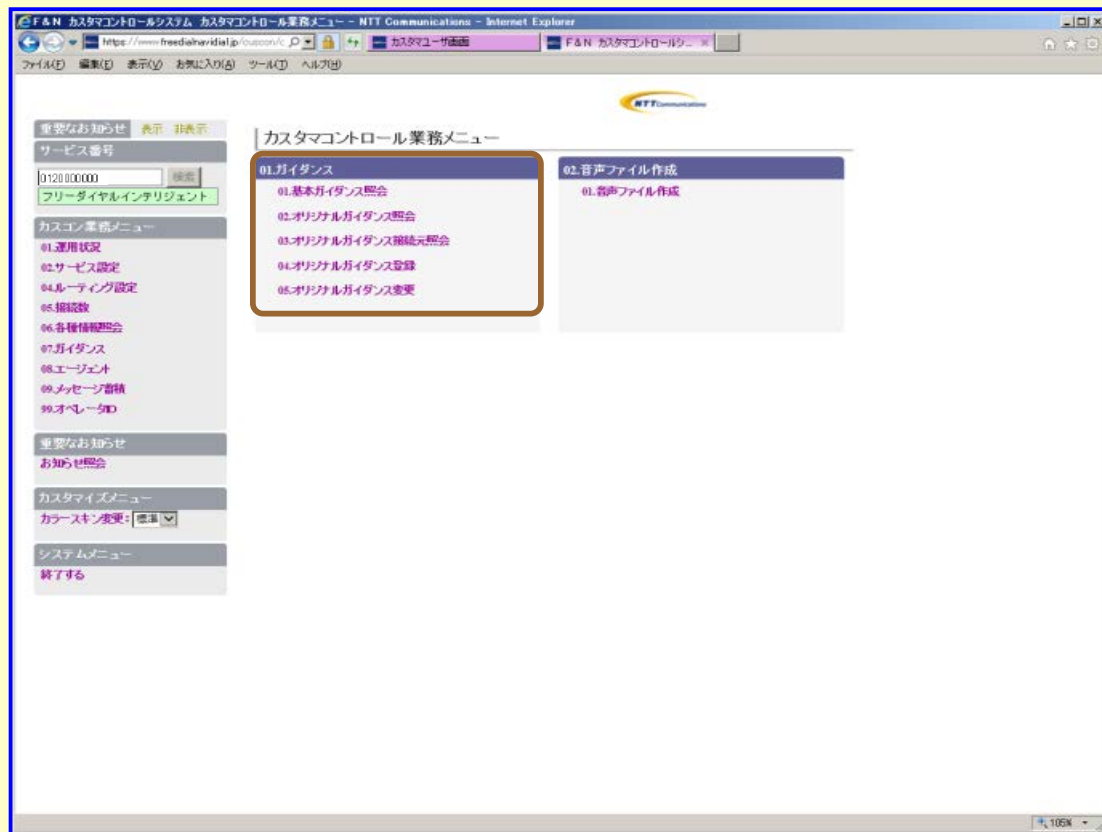 F&N カスタマコントロールシステム カスタマコントロール業務メニュー - NTT Communications - Internet Explorer
https://www.freedialnavidial.jp/cuscon/c
カスタマユーザ画面
F&N カスタマコントロールシ...
ファイル(F) 編集(E) 表示(V) お気に入り(A) ツール(T) ヘルプ(H)
NTT Communications
重要なお知らせ 表示 非表示
サービス番号
0120000000 検索
フリーダイヤルインテリジェント
カスコン業務メニュー
01.運用状況
02.サービス設定
04.ルーティング設定
05.接続数
06.各種情報照会
07.ガイダンス
08.エージェント
09.メッセージ蓄積
99.オペレータID
重要なお知らせ
お知らせ照会
カスタマイズメニュー
カラースキン変更: 標準
システムメニュー
終了する
カスタマコントロール業務メニュー
01.ガイダンス
01.基本ガイダンス照会
02.オリジナルガイダンス照会
03.オリジナルガイダンス接続元照会
04.オリジナルガイダンス登録
05.オリジナルガイダンス変更
02.音声ファイル作成
01.音声ファイル作成
105%